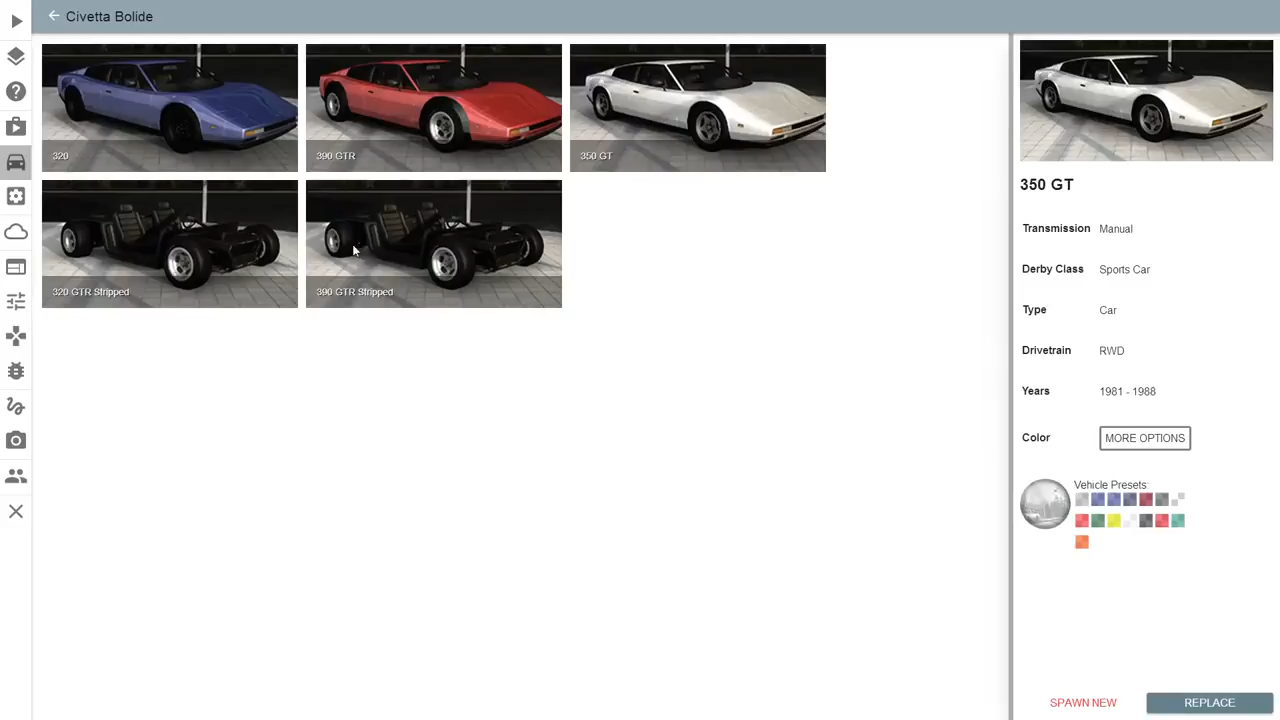 Civetta Bolide
320
390 GTR
350 GT
320 GTR Stripped
390 GTR Stripped
350 GT
Transmission Manual
Derby Class Sports Car
Type Car
Drivetrain RWD
Years 1981 - 1988
Color MORE OPTIONS
Vehicle Presets:
SPAWN NEW REPLACE